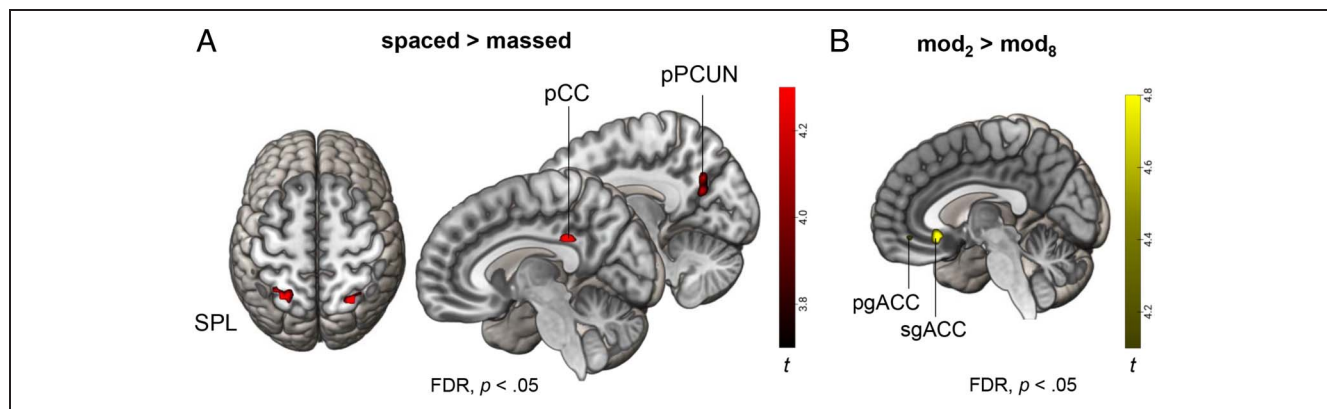 A
spaced > massed
pCC
pPCUN
SPL
4.2
4.0
3.8
t
FDR, p < .05
B
mod₂ > mod₈
pgACC
sgACC
4.8
4.6
4.4
4.2
t
FDR, p < .05